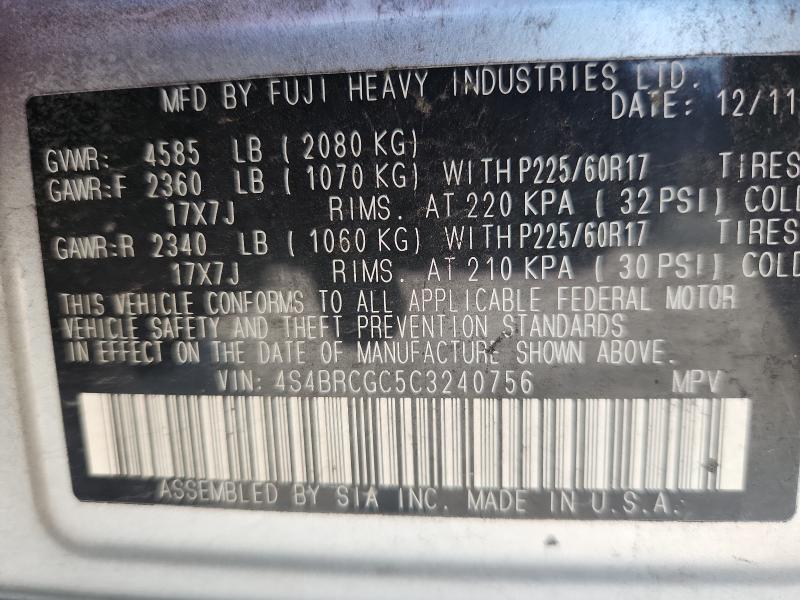 MFD BY FUJI HEAVY INDUSTRIES LTD.
DATE: 12/11
GVWR: 4585 LB ( 2080 KG)
GAWR:F 2360 LB ( 1070 KG) WITH P225/60R17 TIRES
17X7J RIMS. AT 220 KPA ( 32 PSI) COLD
GAWR:R 2340 LB ( 1060 KG) WITH P225/60R17 TIRES
17X7J RIMS. AT 210 KPA ( 30 PSI) COLD
THIS VEHICLE CONFORMS TO ALL APPLICABLE FEDERAL MOTOR
VEHICLE SAFETY AND THEFT PREVENTION STANDARDS
IN EFFECT ON THE DATE OF MANUFACTURE SHOWN ABOVE.
VIN: 4S4BRCGC5C3240756 MPV
ASSEMBLED BY SIA INC. MADE IN U.S.A.